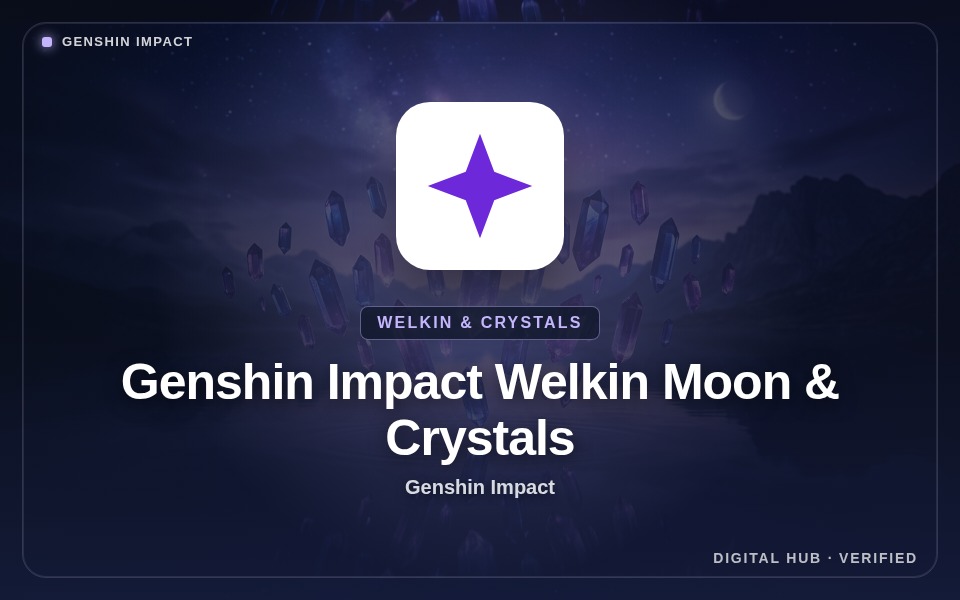 GENSHIN IMPACT
WELKIN & CRYSTALS
Genshin Impact Welkin Moon &
Crystals
Genshin Impact
DIGITAL HUB · VERIFIED